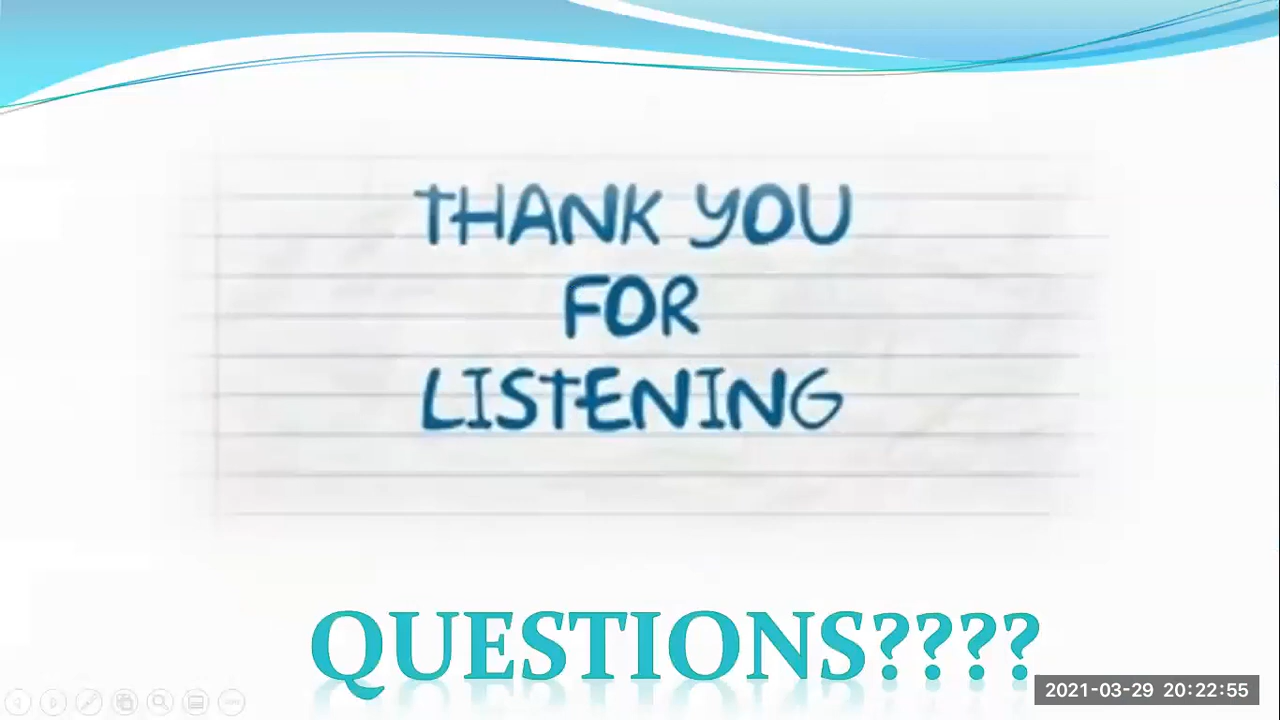 THANK YOU
FOR
LISTENING
QUESTIONS????
2021-03-29 20:22:55